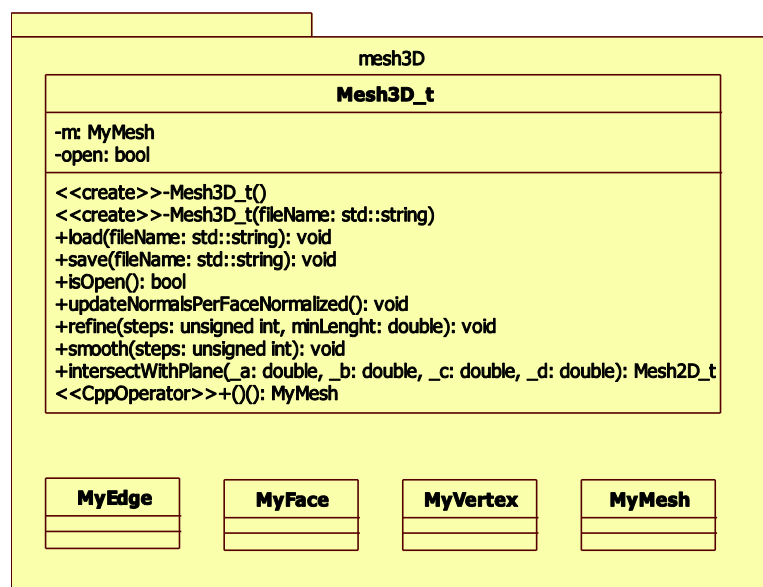 mesh3D
Mesh3D_t
-m: MyMesh
-open: bool
<<create>>-Mesh3D_t()
<<create>>-Mesh3D_t(fileName: std::string)
+load(fileName: std::string): void
+save(fileName: std::string): void
+isOpen(): bool
+updateNormalsPerFaceNormalized(): void
+refine(steps: unsigned int, minLenght: double): void
+smooth(steps: unsigned int): void
+intersectWithPlane(_a: double, _b: double, _c: double, _d: double): Mesh2D_t
<<CppOperator>>+()(): MyMesh
MyEdge
MyFace
MyVertex
MyMesh